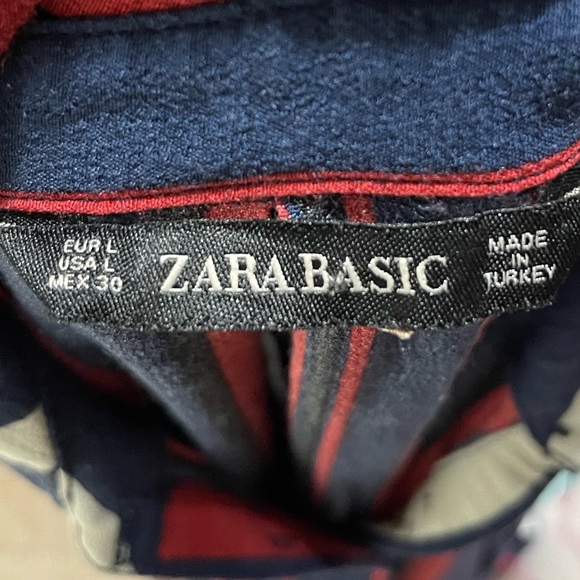 EUR L
USA L
MEX 30
ZARA BASIC
MADE
IN
TURKEY